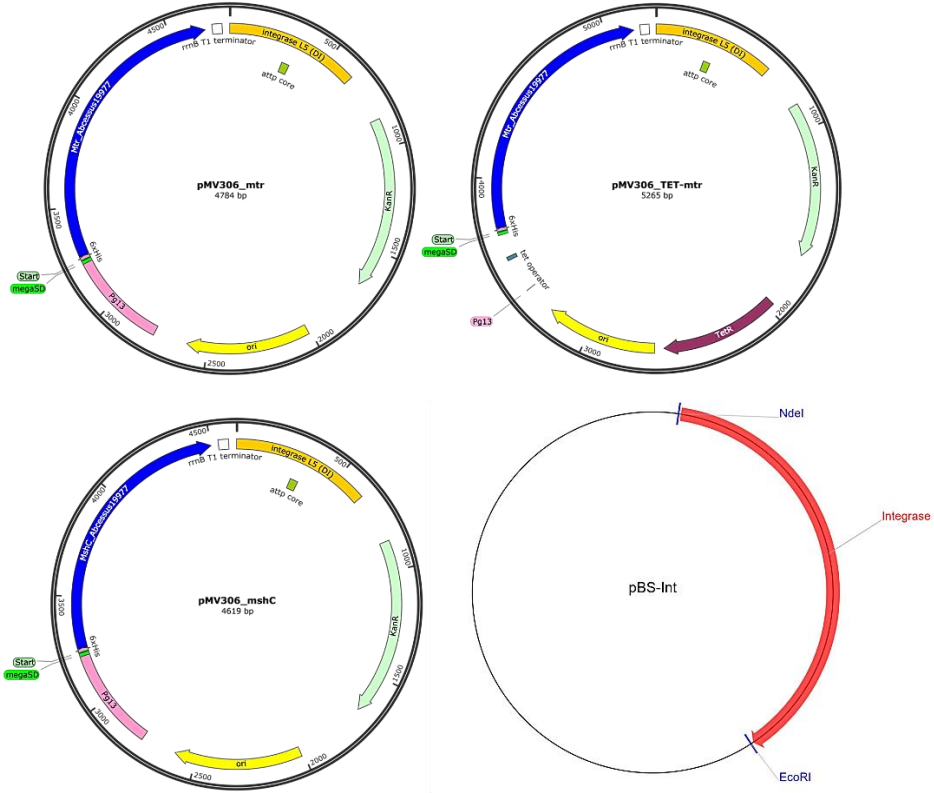 4500
rrnB T1 terminator
integrase L5 (DI)
500
attp core
4000
Mtr_Abcessus19977
1000
KanR
pMV306_mtr
4784 bp
3500
6xHis
Start
megaSD
Pg13
1500
3000
ori
2000
2500
5000
rrnB T1 terminator
integrase L5 (DI)
attp core
Mtr_Abcessus19977
1000
KanR
pMV306_TET-mtr
5265 bp
4000
6xHis
Start
megaSD
tet operator
Pg13
TetR
2000
ori
3000
4500
rrnB T1 terminator
integrase L5 (DI)
500
attp core
4000
MshC_Abcessus19977
1000
KanR
pMV306_mshC
4619 bp
3500
6xHis
Start
megaSD
Pg13
1500
3000
ori
2000
2500
NdeI
Integrase
pBS-Int
EcoRI